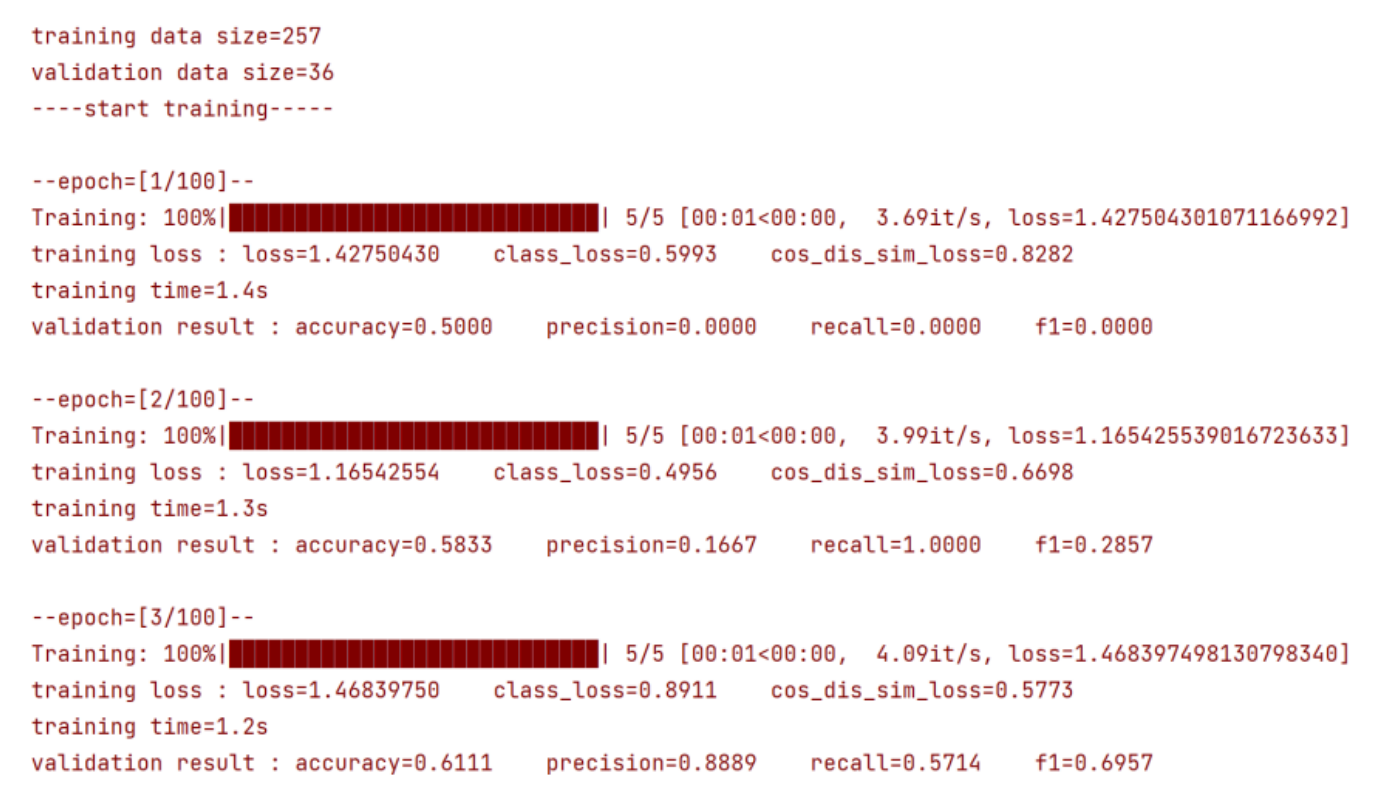 training data size=257
validation data size=36
----start training-----
--epoch=[1/100]--
Training: 100%|████████████████████████████| 5/5 [00:01<00:00,  3.69it/s, loss=1.427504301071166992]
training loss : loss=1.42750430    class_loss=0.5993    cos_dis_sim_loss=0.8282
training time=1.4s
validation result : accuracy=0.5000    precision=0.0000    recall=0.0000    f1=0.0000
--epoch=[2/100]--
Training: 100%|████████████████████████████| 5/5 [00:01<00:00,  3.99it/s, loss=1.165425539016723633]
training loss : loss=1.16542554    class_loss=0.4956    cos_dis_sim_loss=0.6698
training time=1.3s
validation result : accuracy=0.5833    precision=0.1667    recall=1.0000    f1=0.2857
--epoch=[3/100]--
Training: 100%|████████████████████████████| 5/5 [00:01<00:00,  4.09it/s, loss=1.468397498130798340]
training loss : loss=1.46839750    class_loss=0.8911    cos_dis_sim_loss=0.5773
training time=1.2s
validation result : accuracy=0.6111    precision=0.8889    recall=0.5714    f1=0.6957